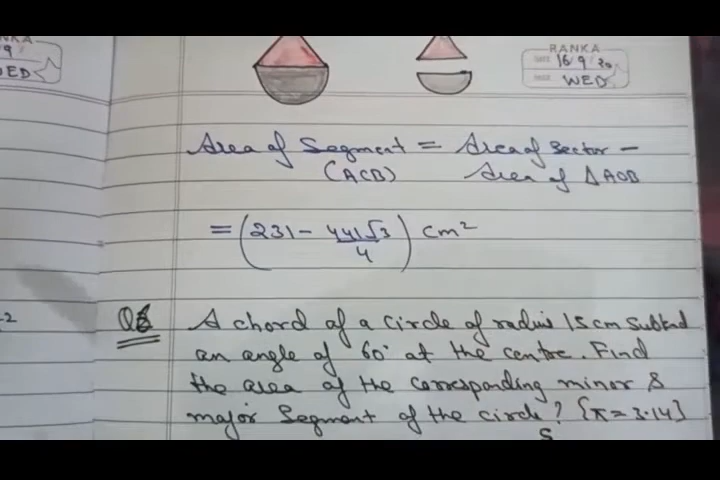 RANKA
DATE 16/9/20
WED
Area of Segment = Area of Sector -
(ACB) Area of ΔAOB
= (231 - 441√3/4) cm²
Q6 A chord of a circle of radius 15 cm subtend
an angle of 60° at the centre. Find
the area of the corresponding minor &
major Segment of the circle? {π = 3.14}